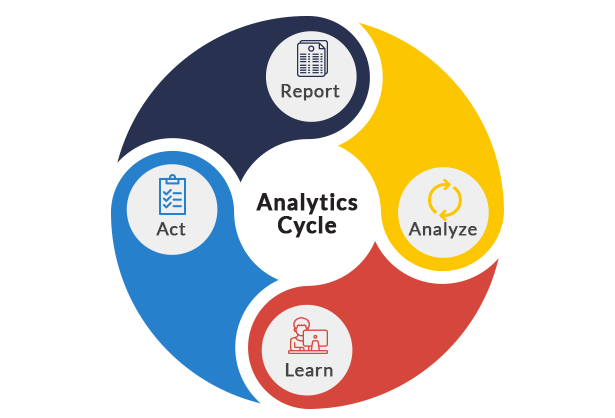 Report
Analytics
Cycle
Act
Analyze
Learn